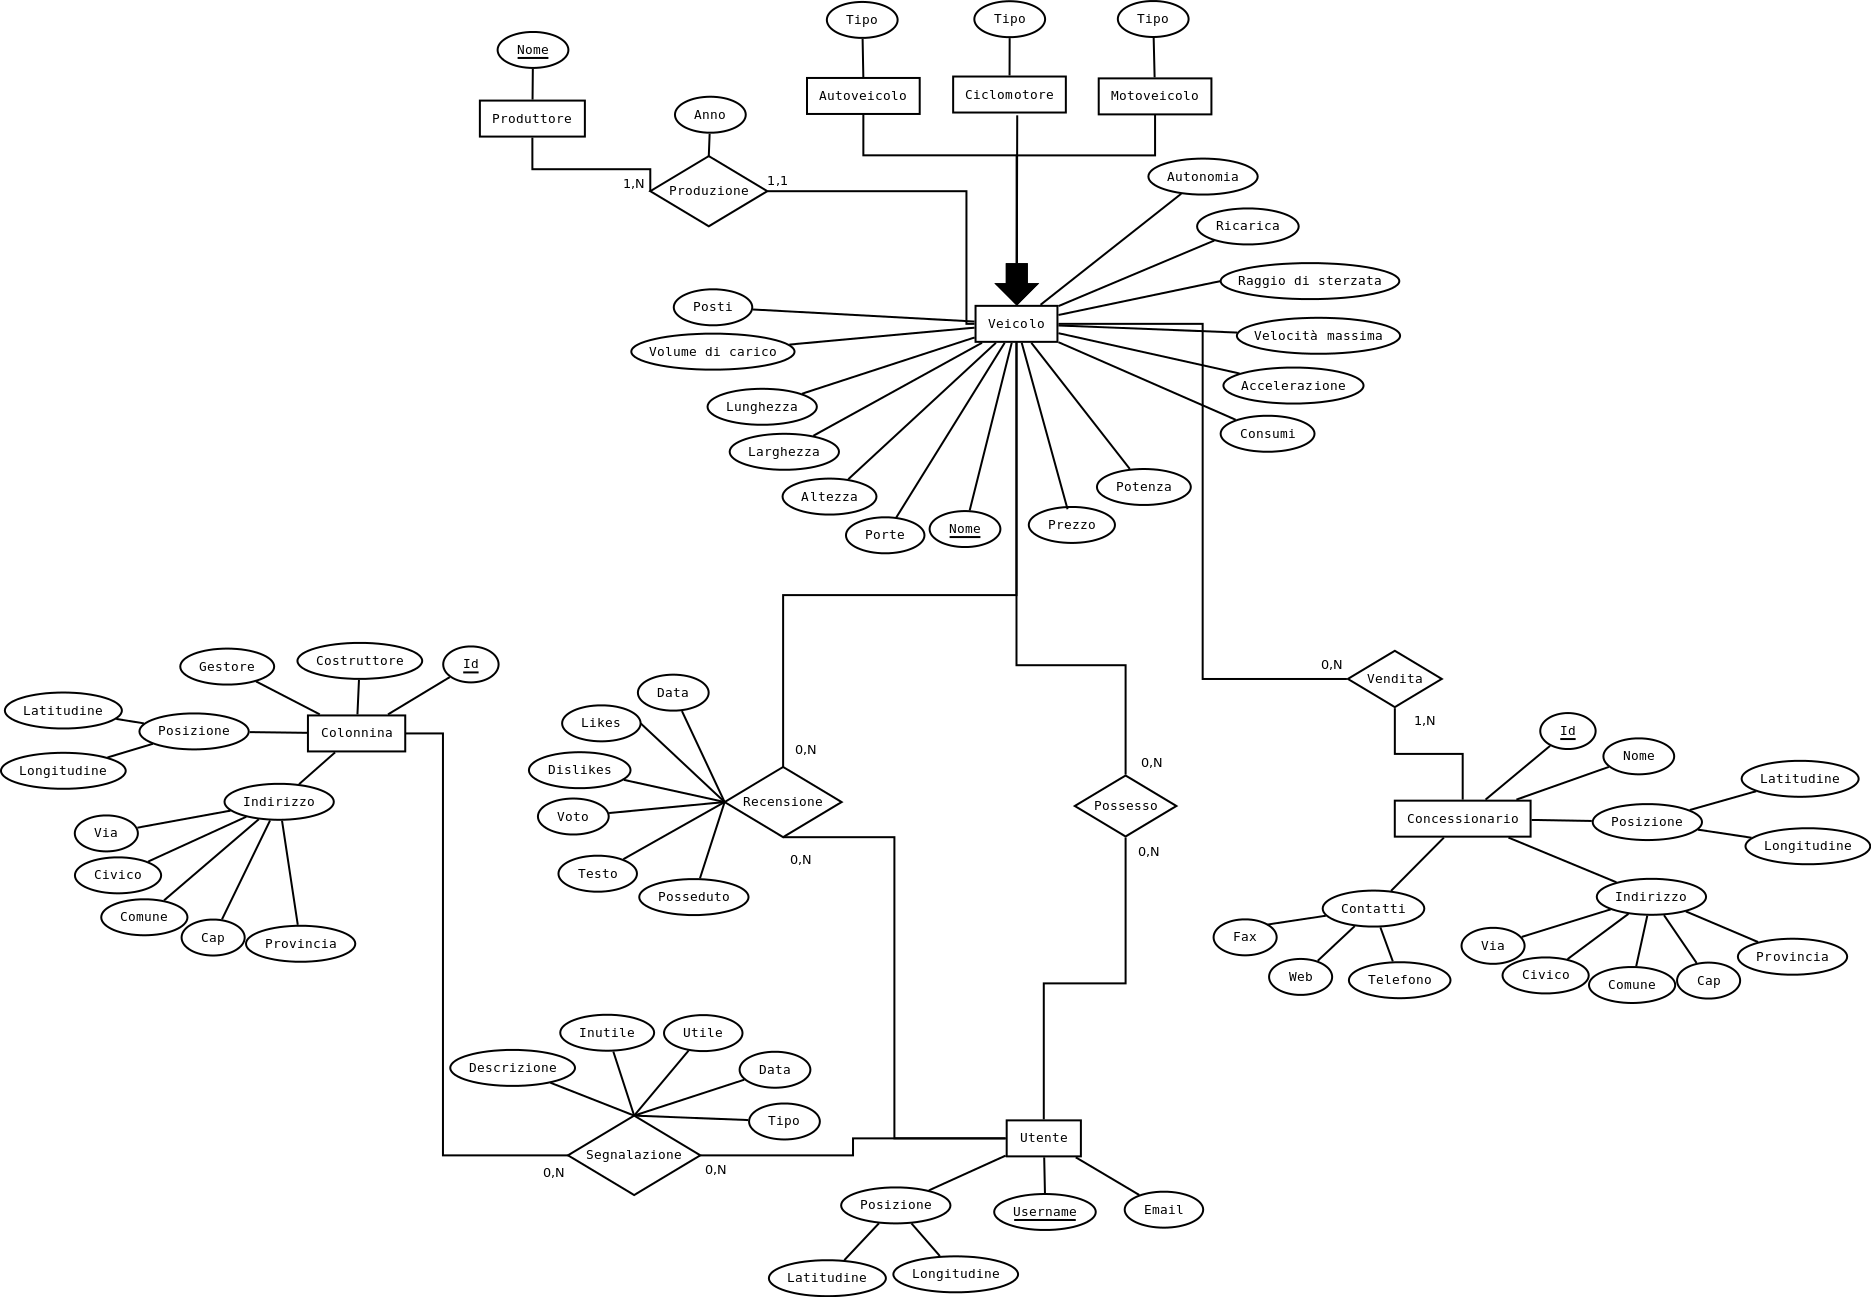 Tipo
Tipo
Tipo
Nome
Autoveicolo
Ciclomotore
Motoveicolo
Produttore
Anno
1,N
Produzione
1,1
Autonomia
Ricarica
Raggio di sterzata
Posti
Veicolo
Velocità massima
Volume di carico
Accelerazione
Lunghezza
Consumi
Larghezza
Altezza
Potenza
Porte
Nome
Prezzo
Gestore
Costruttore
Id
Latitudine
Posizione
Colonnina
Longitudine
Indirizzo
Via
Civico
Comune
Cap
Provincia
Data
Likes
Dislikes
Voto
Testo
Posseduto
0,N
Recensione
0,N
0,N
Possesso
0,N
0,N
Vendita
1,N
Id
Nome
Concessionario
Posizione
Latitudine
Longitudine
Contatti
Fax
Web
Telefono
Indirizzo
Via
Civico
Comune
Cap
Provincia
Descrizione
Inutile
Utile
Data
Tipo
Segnalazione
0,N
0,N
Utente
Posizione
Username
Email
Latitudine
Longitudine